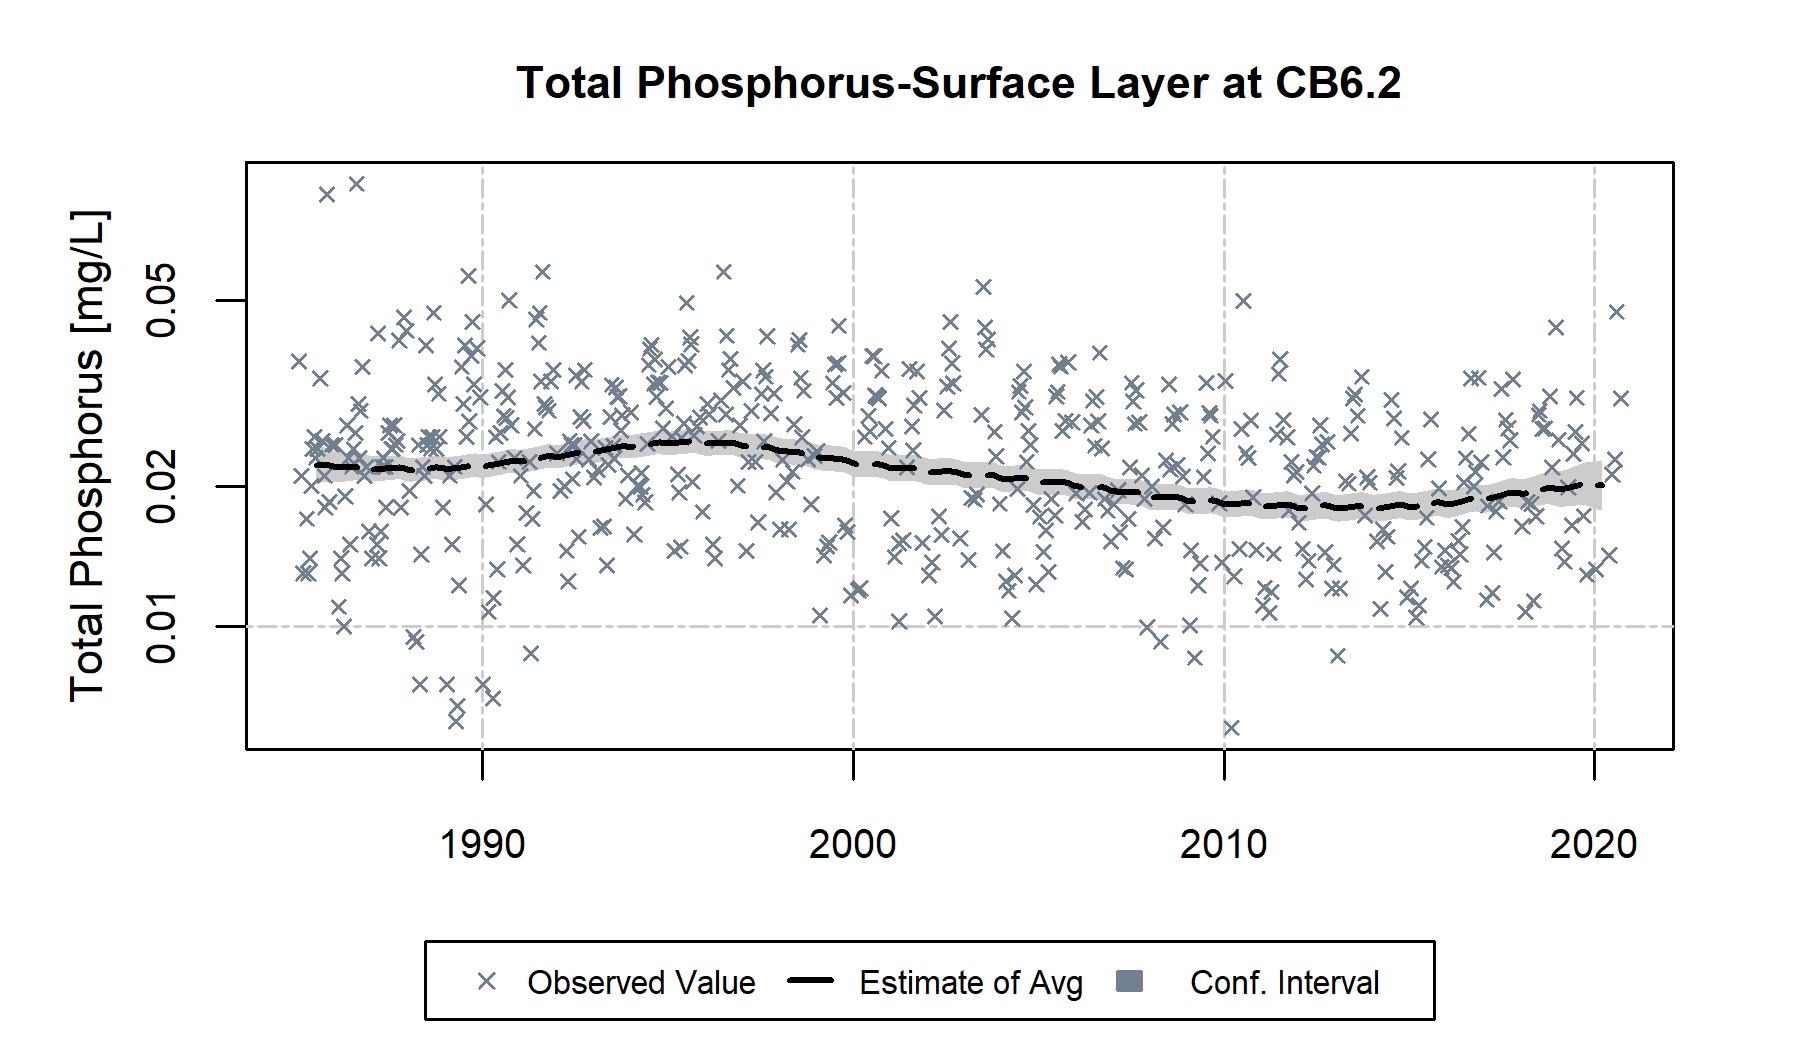 Total Phosphorus-Surface Layer at CB6.2
Total Phosphorus [mg/L]
0.05
0.02
0.01
1990 2000 2010 2020
Observed Value Estimate of Avg Conf. Interval